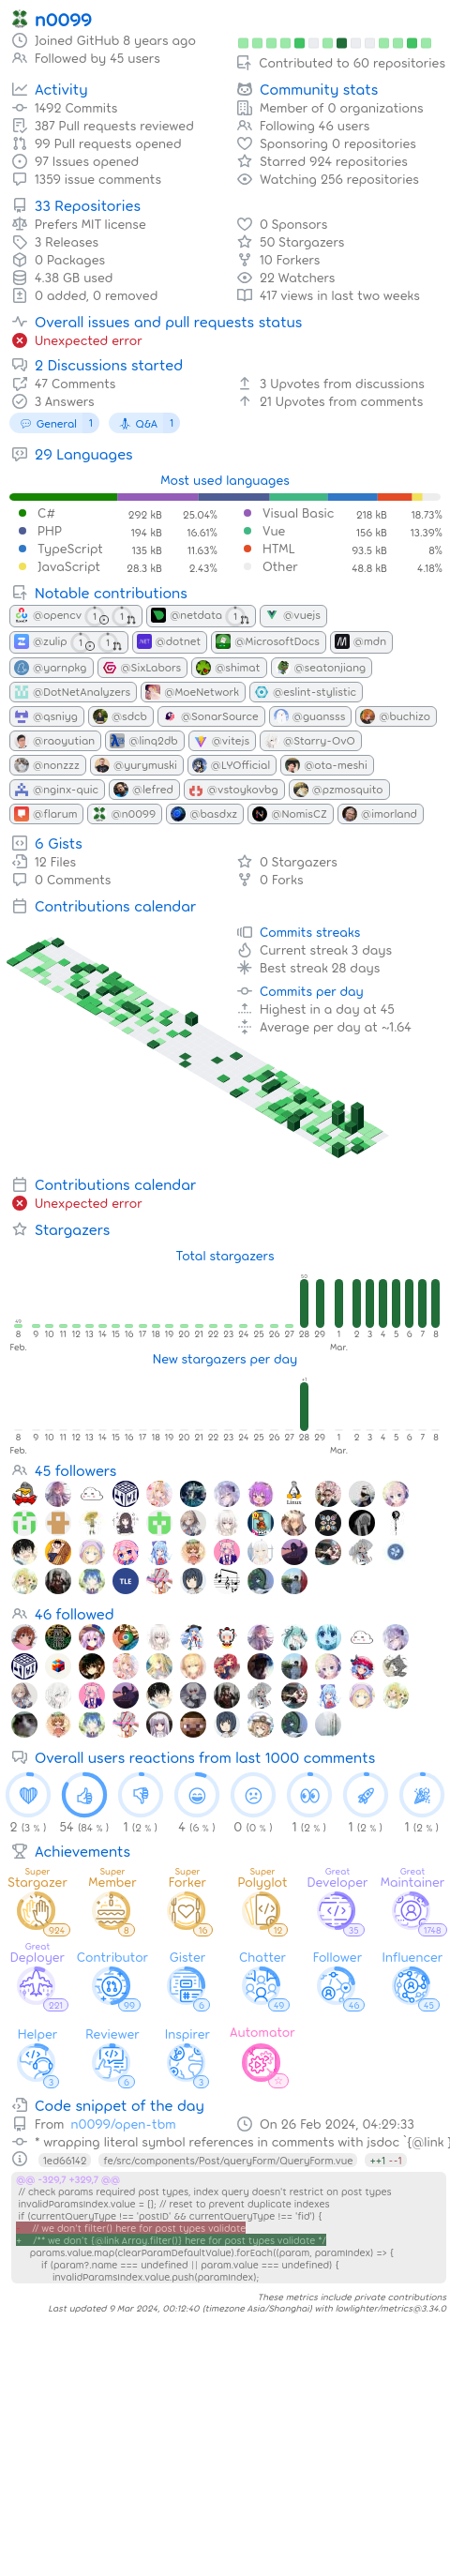 n0099
Joined GitHub 8 years ago
Followed by 45 users
Contributed to 60 repositories
Activity
1492 Commits
387 Pull requests reviewed
99 Pull requests opened
97 Issues opened
1359 issue comments
Community stats
Member of 0 organizations
Following 46 users
Sponsoring 0 repositories
Starred 924 repositories
Watching 256 repositories
33 Repositories
Prefers MIT license
3 Releases
0 Packages
4.38 GB used
0 added, 0 removed
0 Sponsors
50 Stargazers
10 Forkers
22 Watchers
417 views in last two weeks
Overall issues and pull requests status
Unexpected error
2 Discussions started
47 Comments
3 Answers
3 Upvotes from discussions
21 Upvotes from comments
General 1 Q&A 1
29 Languages
Most used languages
C# 292 kB 25.04% Visual Basic 218 kB 18.73%
PHP 194 kB 16.61% Vue 156 kB 13.39%
TypeScript 135 kB 11.63% HTML 93.5 kB 8%
JavaScript 28.3 kB 2.43% Other 48.8 kB 4.18%
Notable contributions
@opencv 1 1 @netdata 1 @vuejs
@zulip 1 1 @dotnet @MicrosoftDocs @mdn
@yarnpkg @SixLabors @shimat @seatonjiang
@DotNetAnalyzers @MoeNetwork @eslint-stylistic
@qsniyg @sdcb @SonarSource @guansss @buchizo
@raoyutian @linq2db @vitejs @Starry-OvO
@nonzzz @yurymuski @LYOfficial @ota-meshi
@nginx-quic @lefred @vstoykovbg @pzmosquito
@flarum @n0099 @basdxz @NomisCZ @imorland
6 Gists
12 Files
0 Comments
0 Stargazers
0 Forks
Contributions calendar
Commits streaks
Current streak 3 days
Best streak 28 days
Commits per day
Highest in a day at 45
Average per day at ~1.64
Contributions calendar
Unexpected error
Stargazers
Total stargazers
49 50
8 9 10 11 12 13 14 15 16 17 18 19 20 21 22 23 24 25 26 27 28 29 1 2 3 4 5 6 7 8
Feb. Mar.
New stargazers per day
+1
8 9 10 11 12 13 14 15 16 17 18 19 20 21 22 23 24 25 26 27 28 29 1 2 3 4 5 6 7 8
Feb. Mar.
45 followers
Linux
TLE
46 followed
Overall users reactions from last 1000 comments
2 (3 %) 54 (84 %) 1 (2 %) 4 (6 %) 0 (0 %) 1 (2 %) 1 (2 %) 1 (2 %)
Achievements
Super Super Super Super Great Great
Stargazer Member Forker Polyglot Developer Maintainer
924 8 16 12 35 1748
Great
Deployer Contributor Gister Chatter Follower Influencer
221 99 6 49 46 45
Helper Reviewer Inspirer Automator
3 6 3
Code snippet of the day
From n0099/open-tbm
On 26 Feb 2024, 04:29:33
* wrapping literal symbol references in comments with jsdoc `{@link }
1ed66142 fe/src/components/Post/queryForm/QueryForm.vue ++1 --1
@@ -329,7 +329,7 @@
// check params required post types, index query doesn't restrict on post types
invalidParamsIndex.value = []; // reset to prevent duplicate indexes
if (currentQueryType !== 'postID' && currentQueryType !== 'fid') {
- // we don't filter() here for post types validate
+ /** we don't {@link Array.filter()} here for post types validate */
params.value.map(clearParamDefaultValue).forEach((param, paramIndex) => {
if (param?.name === undefined || param.value === undefined) {
invalidParamsIndex.value.push(paramIndex);
These metrics include private contributions
Last updated 9 Mar 2024, 00:12:40 (timezone Asia/Shanghai) with lowlighter/metrics@3.34.0